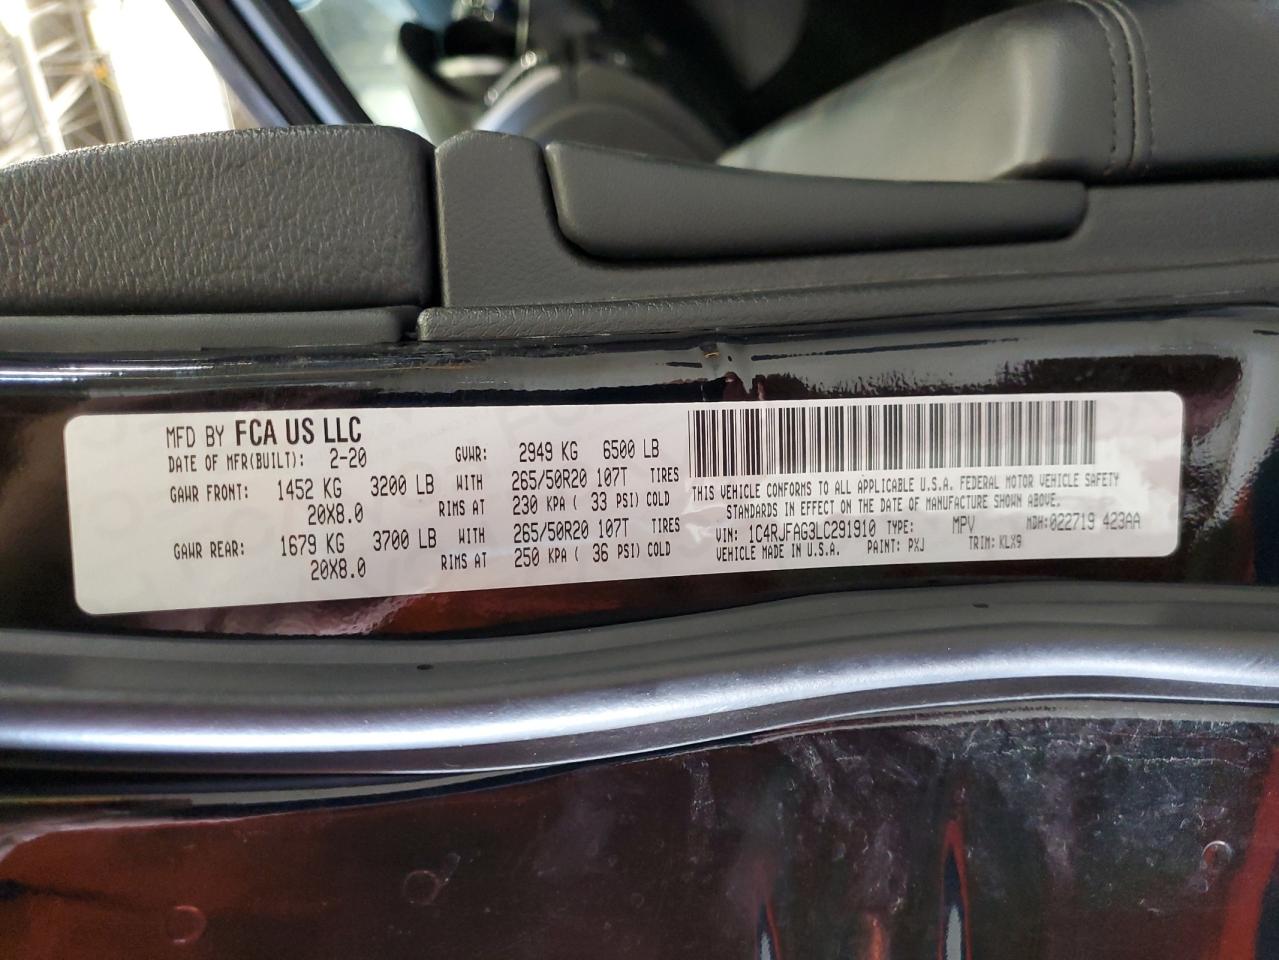 MFD BY FCA US LLC
DATE OF MFR(BUILT): 2-20 GVWR: 2949 KG 6500 LB
GAWR FRONT: 1452 KG 3200 LB WITH 265/50R20 107T TIRES
20X8.0 RIMS AT 230 KPA ( 33 PSI) COLD
GAWR REAR: 1679 KG 3700 LB WITH 265/50R20 107T TIRES
20X8.0 RIMS AT 250 KPA ( 36 PSI) COLD
THIS VEHICLE CONFORMS TO ALL APPLICABLE U.S.A. FEDERAL MOTOR VEHICLE SAFETY
STANDARDS IN EFFECT ON THE DATE OF MANUFACTURE SHOWN ABOVE.
VIN: 1C4RJFAG3LC291910 TYPE: MPV MDH:022719 423AA
VEHICLE MADE IN U.S.A. PAINT: PXJ TRIM: KLX9